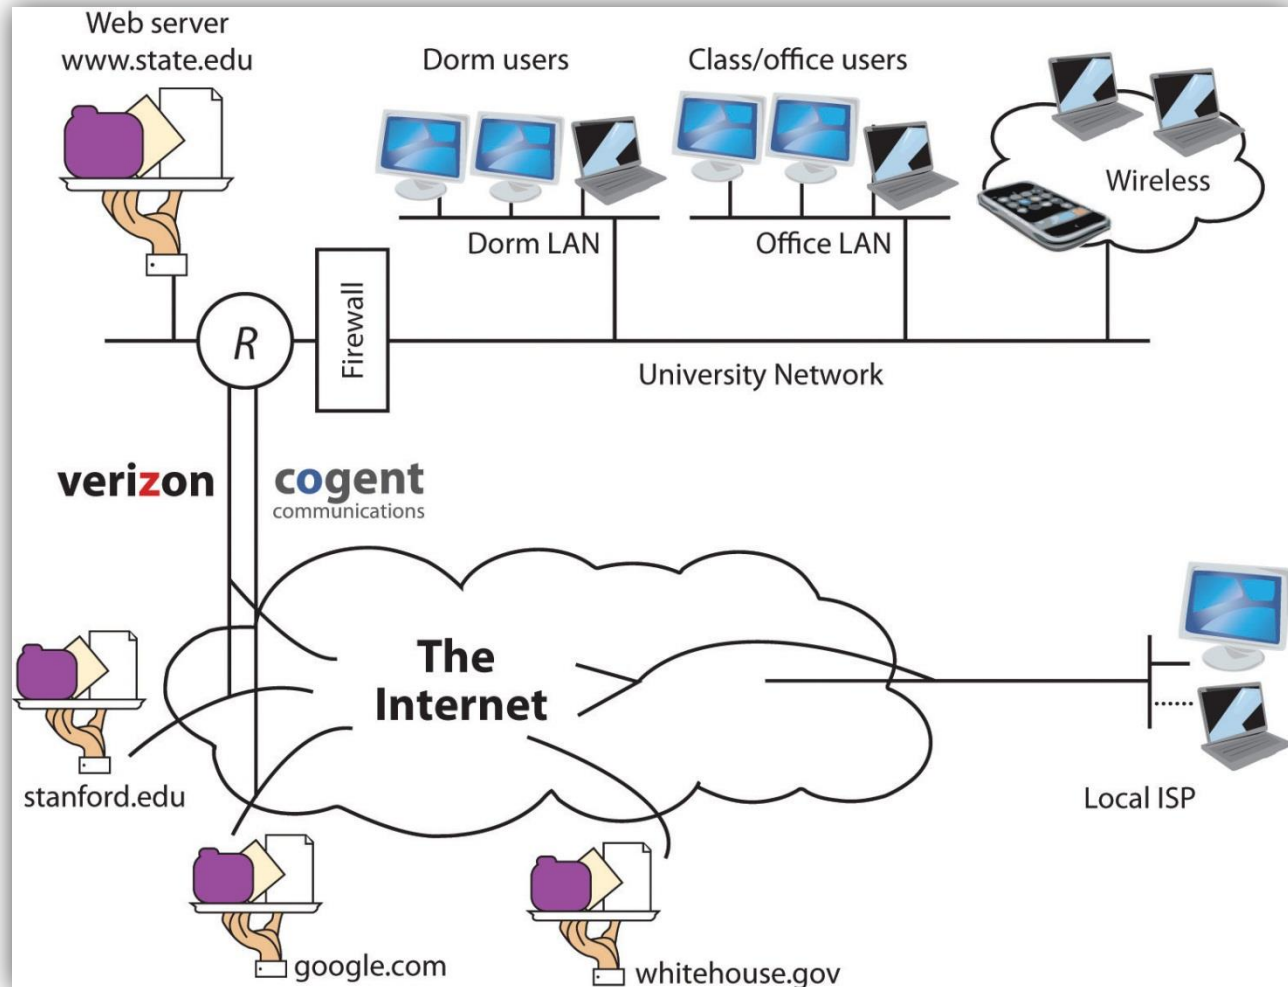 Web server
www.state.edu
Dorm users
Class/office users
Wireless
Dorm LAN
Office LAN
R
Firewall
University Network
verizon
cogent
communications
The
Internet
stanford.edu
Local ISP
google.com
whitehouse.gov